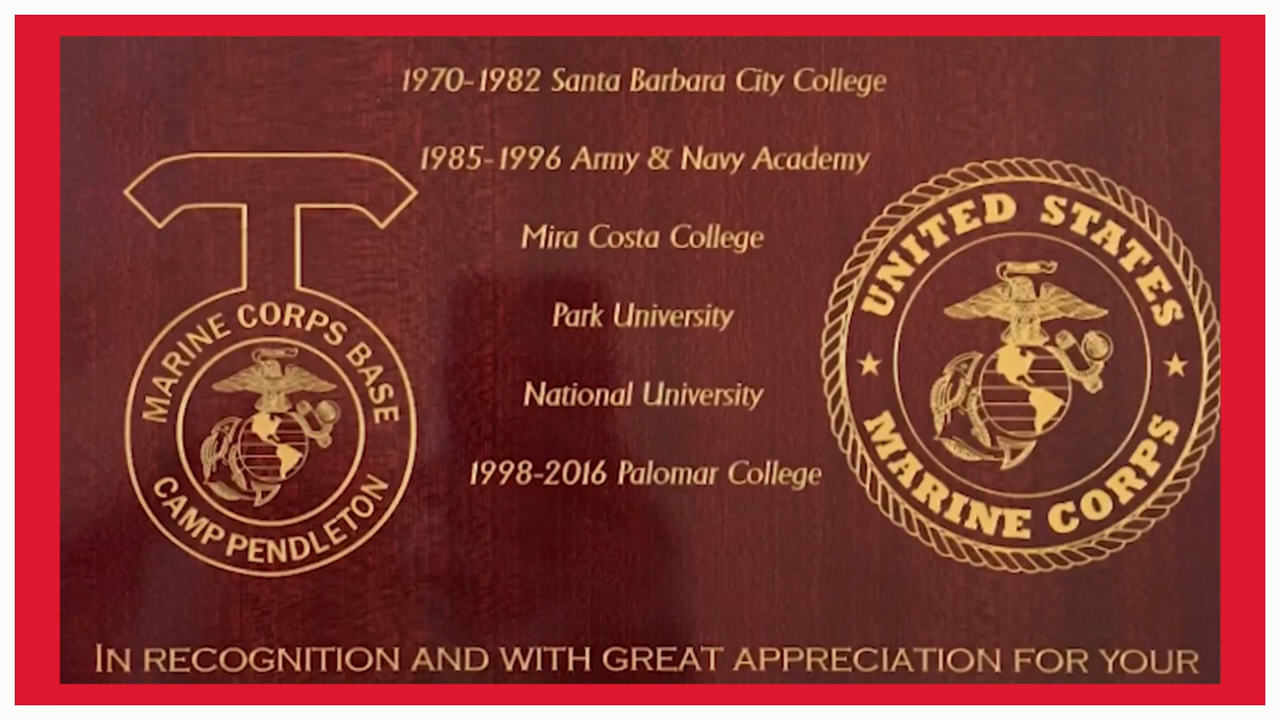 1970-1982 Santa Barbara City College
1985-1996 Army & Navy Academy
Mira Costa College
Park University
National University
1998-2016 Palomar College
MARINE CORPS BASE
CAMP PENDLETON
UNITED STATES
MARINE CORPS
IN RECOGNITION AND WITH GREAT APPRECIATION FOR YOUR